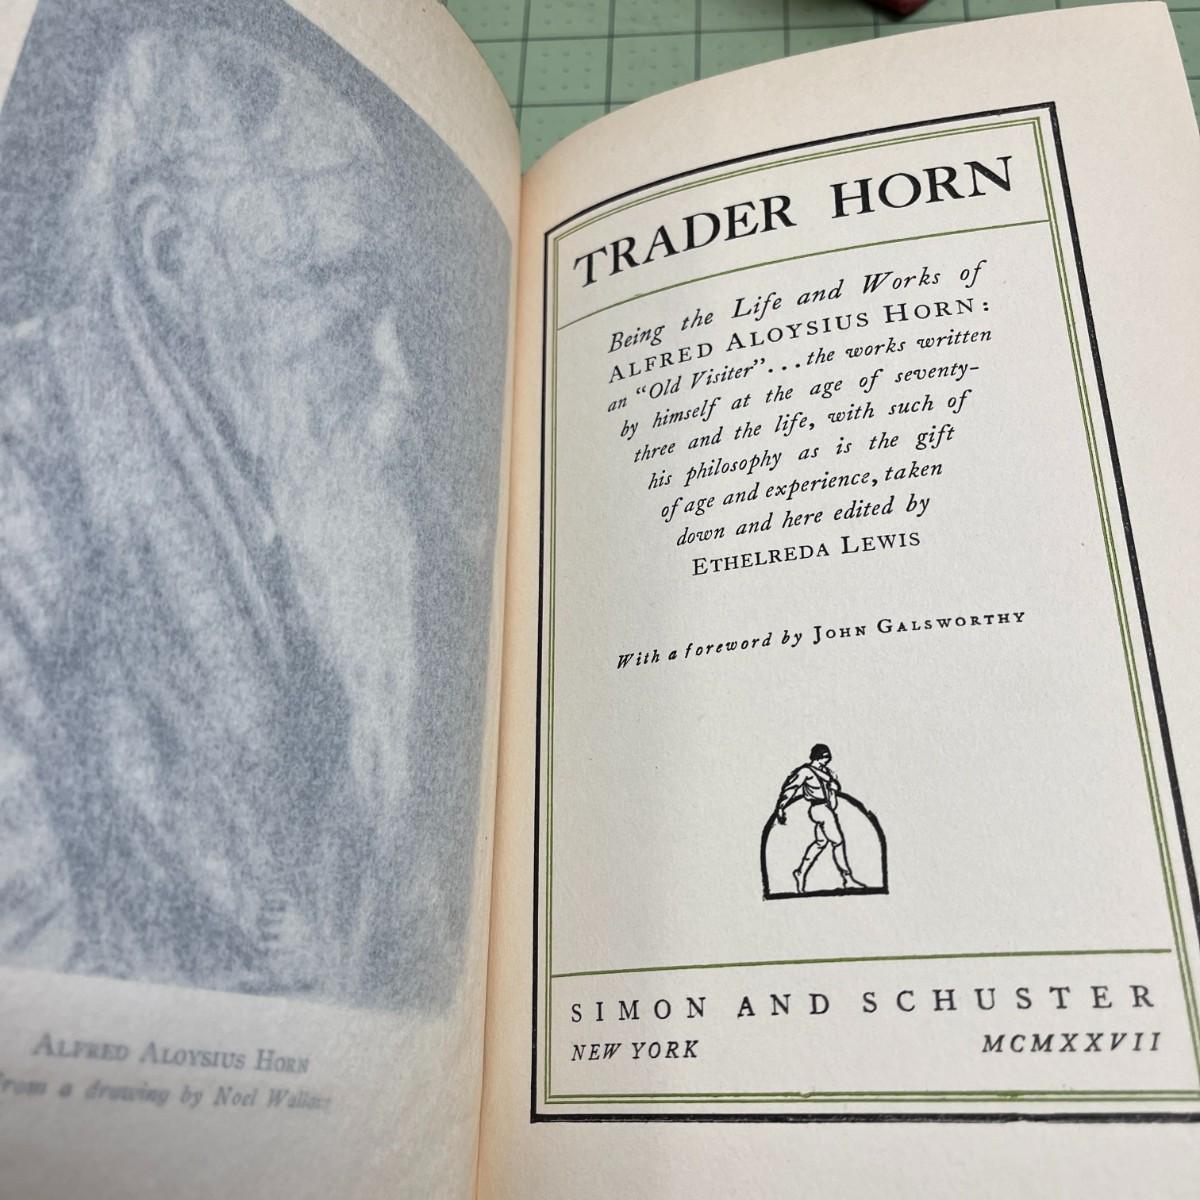 ALFRED ALOYSIUS HORN
from a drawing by Noel Wallace
TRADER HORN
Being the Life and Works of
ALFRED ALOYSIUS HORN:
an "Old Visiter"...the works written
by himself at the age of seventy-
three and the life, with such of
his philosophy as is the gift
of age and experience, taken
down and here edited by
ETHELREDA LEWIS
With a foreword by JOHN GALSWORTHY
SIMON AND SCHUSTER
NEW YORK MCMXXVII